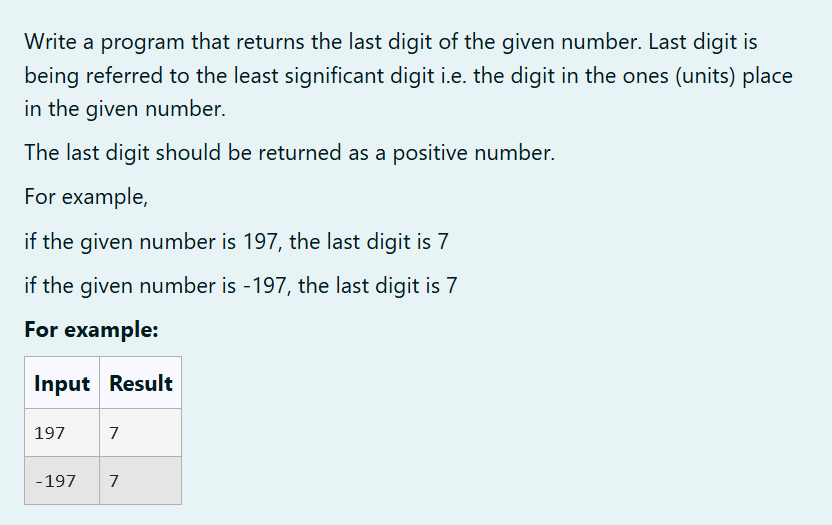 Write a program that returns the last digit of the given number. Last digit is
being referred to the least significant digit i.e. the digit in the ones (units) place
in the given number.
The last digit should be returned as a positive number.
For example,
if the given number is 197, the last digit is 7
if the given number is -197, the last digit is 7
For example:
Input Result
197 7
-197 7